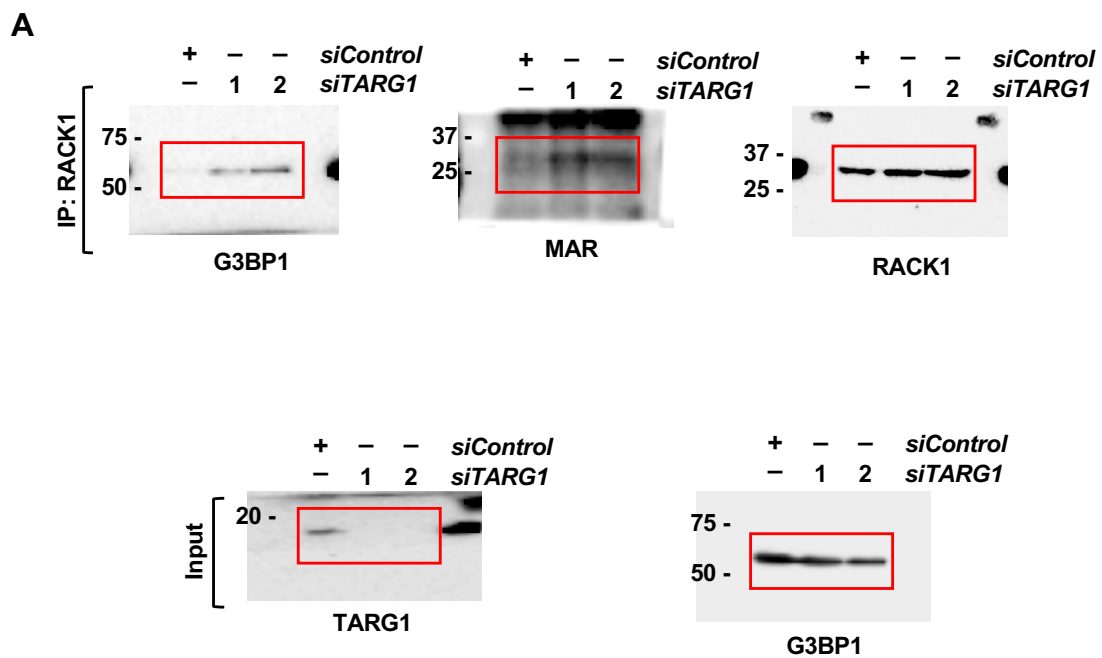 A
+ – – siControl
– 1 2 siTARG1
IP: RACK1
75 -
50 -
G3BP1
+ – – siControl
– 1 2 siTARG1
37 -
25 -
MAR
+ – – siControl
– 1 2 siTARG1
37 -
25 -
RACK1
+ – – siControl
– 1 2 siTARG1
Input
20 -
TARG1
+ – – siControl
– 1 2 siTARG1
75 -
50 -
G3BP1